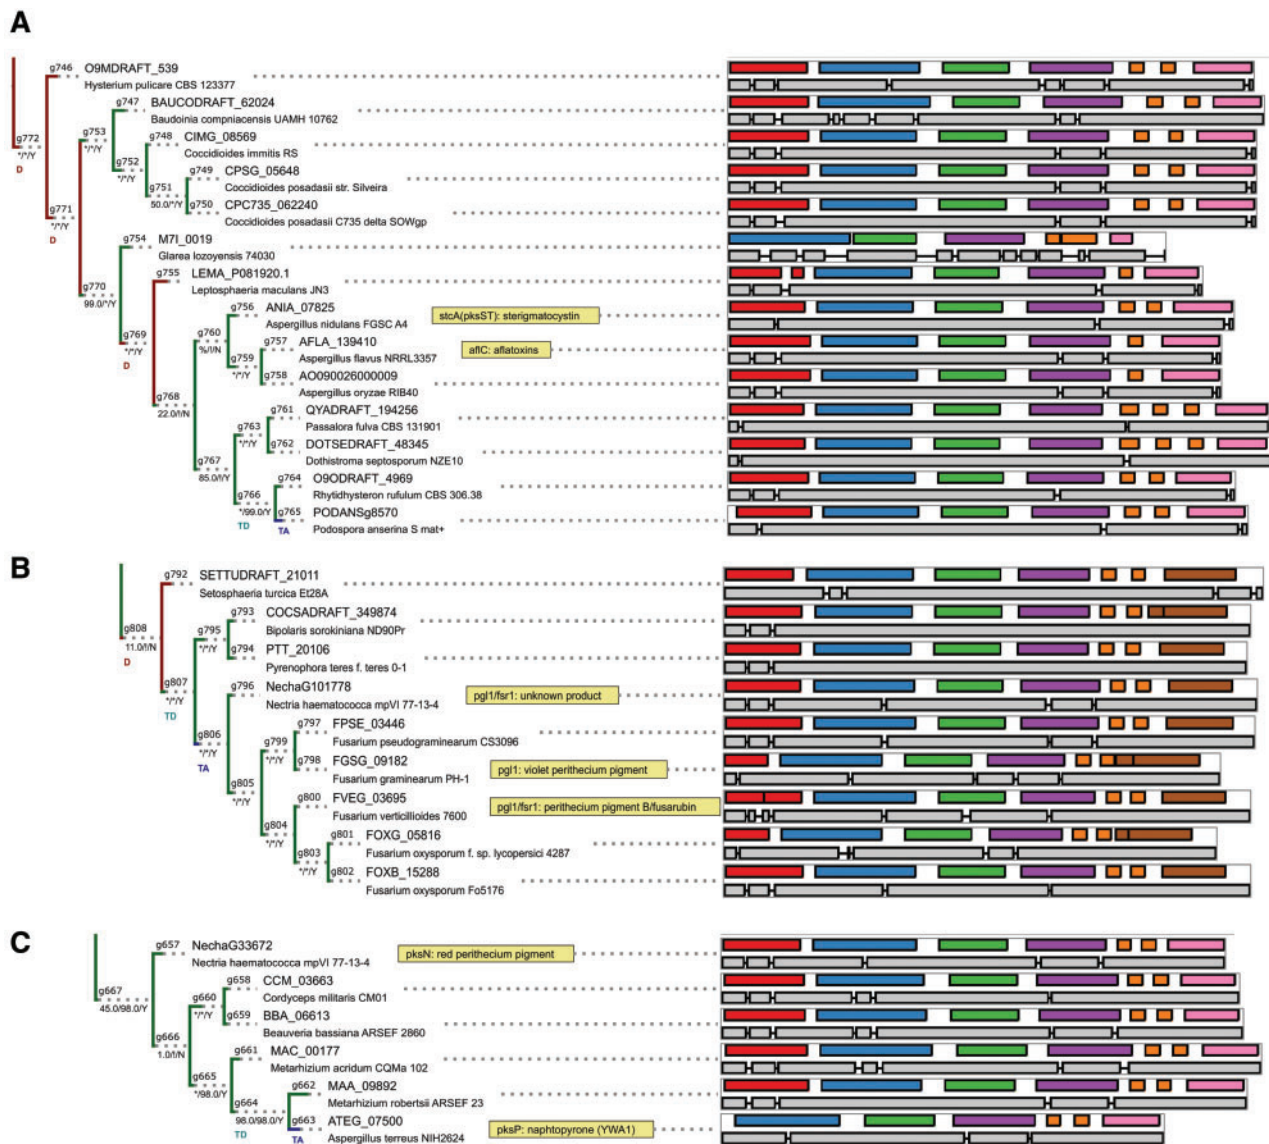 A
g746 O9MDRAFT_539
Hysterium pulicare CBS 123377
g747 BAUCODRAFT_62024
Baudoinia compniacensis UAMH 10762
g772 g753 g748 CIMG_08569
*/*/Y */*/Y Coccidioides immitis RS
D g752 g749 CPSG_05648
*/*/Y
g751 Coccidioides posadasii str. Silveira
50.0/*/Y g750 CPC735_062240
g771 Coccidioides posadasii C735 delta SOWgp
*/*/Y
D g754 M7I_0019
Glarea lozoyensis 74030
g770 g755 LEMA_P081920.1
99.0/*/Y Leptosphaeria maculans JN3
g756 ANIA_07825 stcA(pksST): sterigmatocystin
Aspergillus nidulans FGSC A4
g769 g760 g757 AFLA_139410 aflC: aflatoxins
*/*/Y %/!/N
g759 Aspergillus flavus NRRL3357
D */*/Y g758 AO090026000009
Aspergillus oryzae RIB40
g768 g761 QYADRAFT_194256
22.0/!/N Passalora fulva CBS 131901
g763 g762 DOTSEDRAFT_48345
*/*/Y Dothistroma septosporum NZE10
g767 g764 O9ODRAFT_4969
85.0/!/Y Rhytidhysteron rufulum CBS 306.38
g766 g765 PODANSg8570
*/99.0/Y
TD TA Podospora anserina S mat+
B
g792 SETTUDRAFT_21011
Setosphaeria turcica Et28A
g793 COCSADRAFT_349874
g808 g795 Bipolaris sorokiniana ND90Pr
11.0/!/N */*/Y g794 PTT_20106
D Pyrenophora teres f. teres 0-1
g807 g796 NechaG101778 pgl1/fsr1: unknown product
*/*/Y Nectria haematococca mpVI 77-13-4
TD g797 FPSE_03446
g806 g799 Fusarium pseudograminearum CS3096
*/*/Y */*/Y g798 FGSG_09182 pgl1: violet perithecium pigment
TA Fusarium graminearum PH-1
g805 g800 FVEG_03695 pgl1/fsr1: perithecium pigment B/fusarubin
*/*/Y Fusarium verticillioides 7600
g804 g801 FOXG_05816
*/*/Y
g803 Fusarium oxysporum f. sp. lycopersici 4287
*/*/Y g802 FOXB_15288
Fusarium oxysporum Fo5176
C
g657 NechaG33672 pksN: red perithecium pigment
Nectria haematococca mpVI 77-13-4
g667 g658 CCM_03663
45.0/98.0/Y g660 Cordyceps militaris CM01
*/*/Y g659 BBA_06613
g666 Beauveria bassiana ARSEF 2860
1.0/!/N g661 MAC_00177
Metarhizium acridum CQMa 102
g665 g662 MAA_09892
*/98.0/Y
g664 Metarhizium robertsii ARSEF 23
98.0/98.0/Y g663 ATEG_07500 pksP: naphtopyrone (YWA1)
TD TA Aspergillus terreus NIH2624